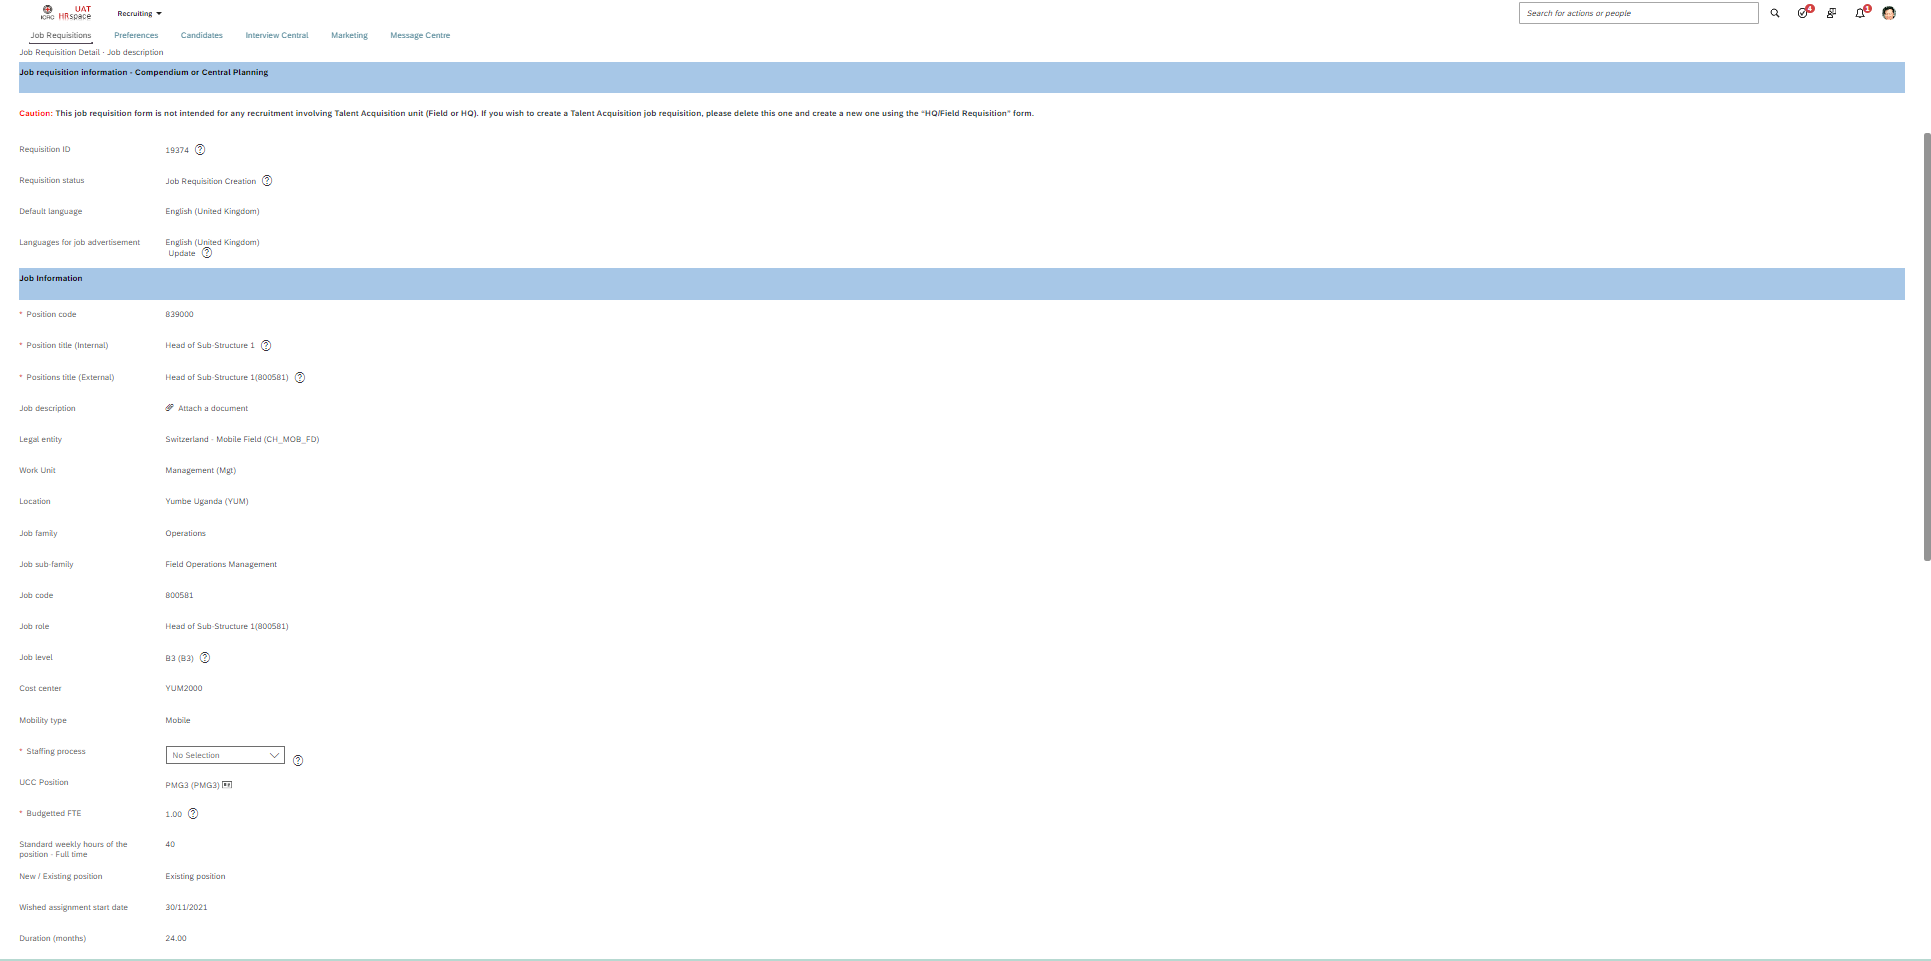 ICRC UAT HRspace Recruiting Search for actions or people 4 1
Job Requisitions Preferences Candidates Interview Central Marketing Message Centre
Job Requisition Detail · Job description
Job requisition information - Compendium or Central Planning
Caution: This job requisition form is not intended for any recruitment involving Talent Acquisition unit (Field or HQ). If you wish to create a Talent Acquisition job requisition, please delete this one and create a new one using the “HQ/Field Requisition” form.
Requisition ID 19374 ?
Requisition status Job Requisition Creation ?
Default language English (United Kingdom)
Languages for job advertisement English (United Kingdom)
Update ?
Job Information
* Position code 839000
* Position title (Internal) Head of Sub-Structure 1 ?
* Positions title (External) Head of Sub-Structure 1(800581) ?
Job description Attach a document
Legal entity Switzerland - Mobile Field (CH_MOB_FD)
Work Unit Management (Mgt)
Location Yumbe Uganda (YUM)
Job family Operations
Job sub-family Field Operations Management
Job code 800581
Job role Head of Sub-Structure 1(800581)
Job level B3 (B3) ?
Cost center YUM2000
Mobility type Mobile
* Staffing process No Selection ?
UCC Position PMG3 (PMG3)
* Budgetted FTE 1.00 ?
Standard weekly hours of the 40
position - Full time
New / Existing position Existing position
Wished assignment start date 30/11/2021
Duration (months) 24.00